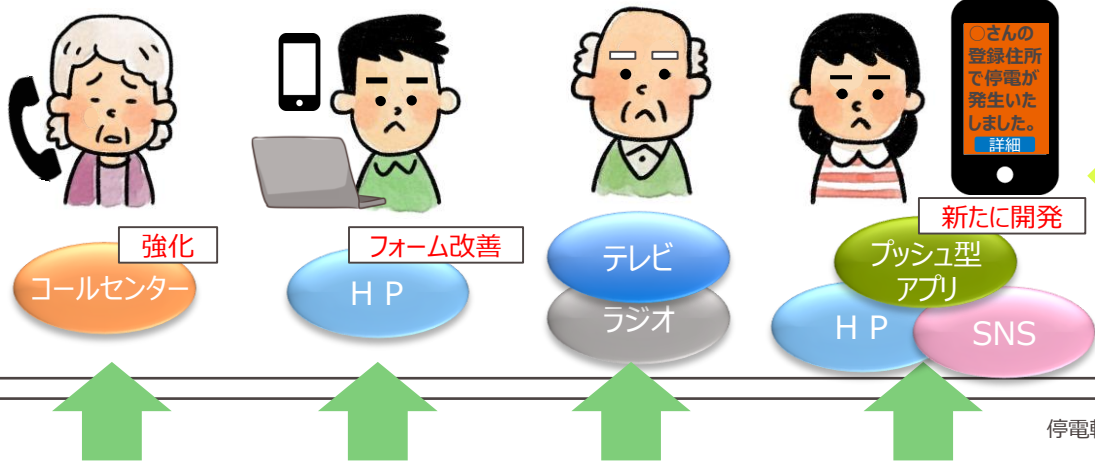 ○さんの
登録住所
で停電が
発生いた
しました。
詳細
強化
コールセンター
フォーム改善
ＨＰ
テレビ
ラジオ
新たに開発
プッシュ型
アプリ
ＨＰ
SNS
停電